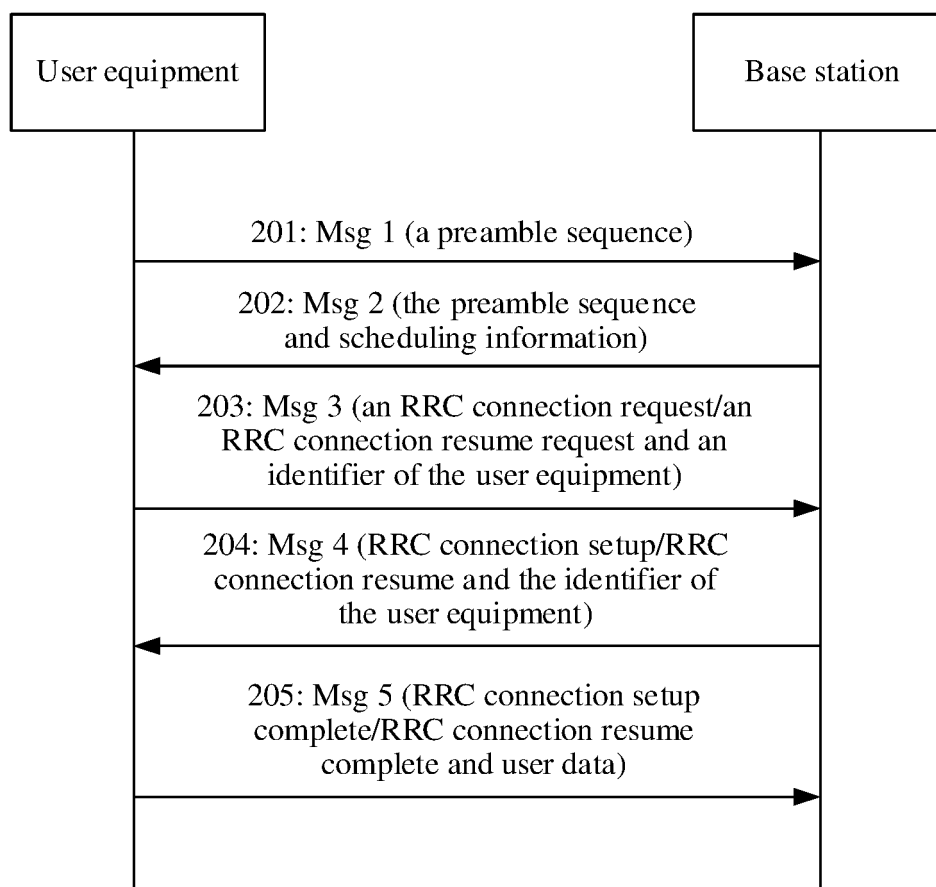 User equipment
Base station
201: Msg 1 (a preamble sequence)
202: Msg 2 (the preamble sequence
and scheduling information)
203: Msg 3 (an RRC connection request/an
RRC connection resume request and an
identifier of the user equipment)
204: Msg 4 (RRC connection setup/RRC
connection resume and the identifier of
the user equipment)
205: Msg 5 (RRC connection setup
complete/RRC connection resume
complete and user data)